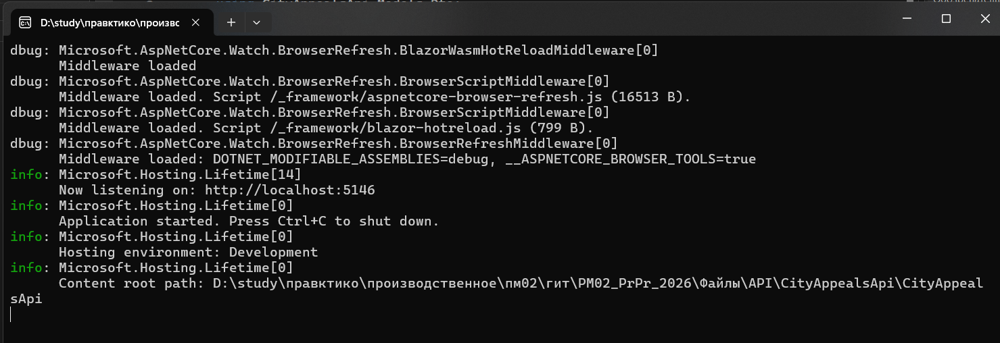 D:\study\правктико\произвс
dbug: Microsoft.AspNetCore.Watch.BrowserRefresh.BlazorWasmHotReloadMiddleware[0]
Middleware loaded
dbug: Microsoft.AspNetCore.Watch.BrowserRefresh.BrowserScriptMiddleware[0]
Middleware loaded. Script /_framework/aspnetcore-browser-refresh.js (16513 B).
dbug: Microsoft.AspNetCore.Watch.BrowserRefresh.BrowserScriptMiddleware[0]
Middleware loaded. Script /_framework/blazor-hotreload.js (799 B).
dbug: Microsoft.AspNetCore.Watch.BrowserRefresh.BrowserRefreshMiddleware[0]
Middleware loaded: DOTNET_MODIFIABLE_ASSEMBLIES=debug, __ASPNETCORE_BROWSER_TOOLS=true
info: Microsoft.Hosting.Lifetime[14]
Now listening on: http://localhost:5146
info: Microsoft.Hosting.Lifetime[0]
Application started. Press Ctrl+C to shut down.
info: Microsoft.Hosting.Lifetime[0]
Hosting environment: Development
info: Microsoft.Hosting.Lifetime[0]
Content root path: D:\study\правктико\производственное\пм02\гит\PM02_PrPr_2026\Файлы\API\CityAppealsApi\CityAppeal
sApi